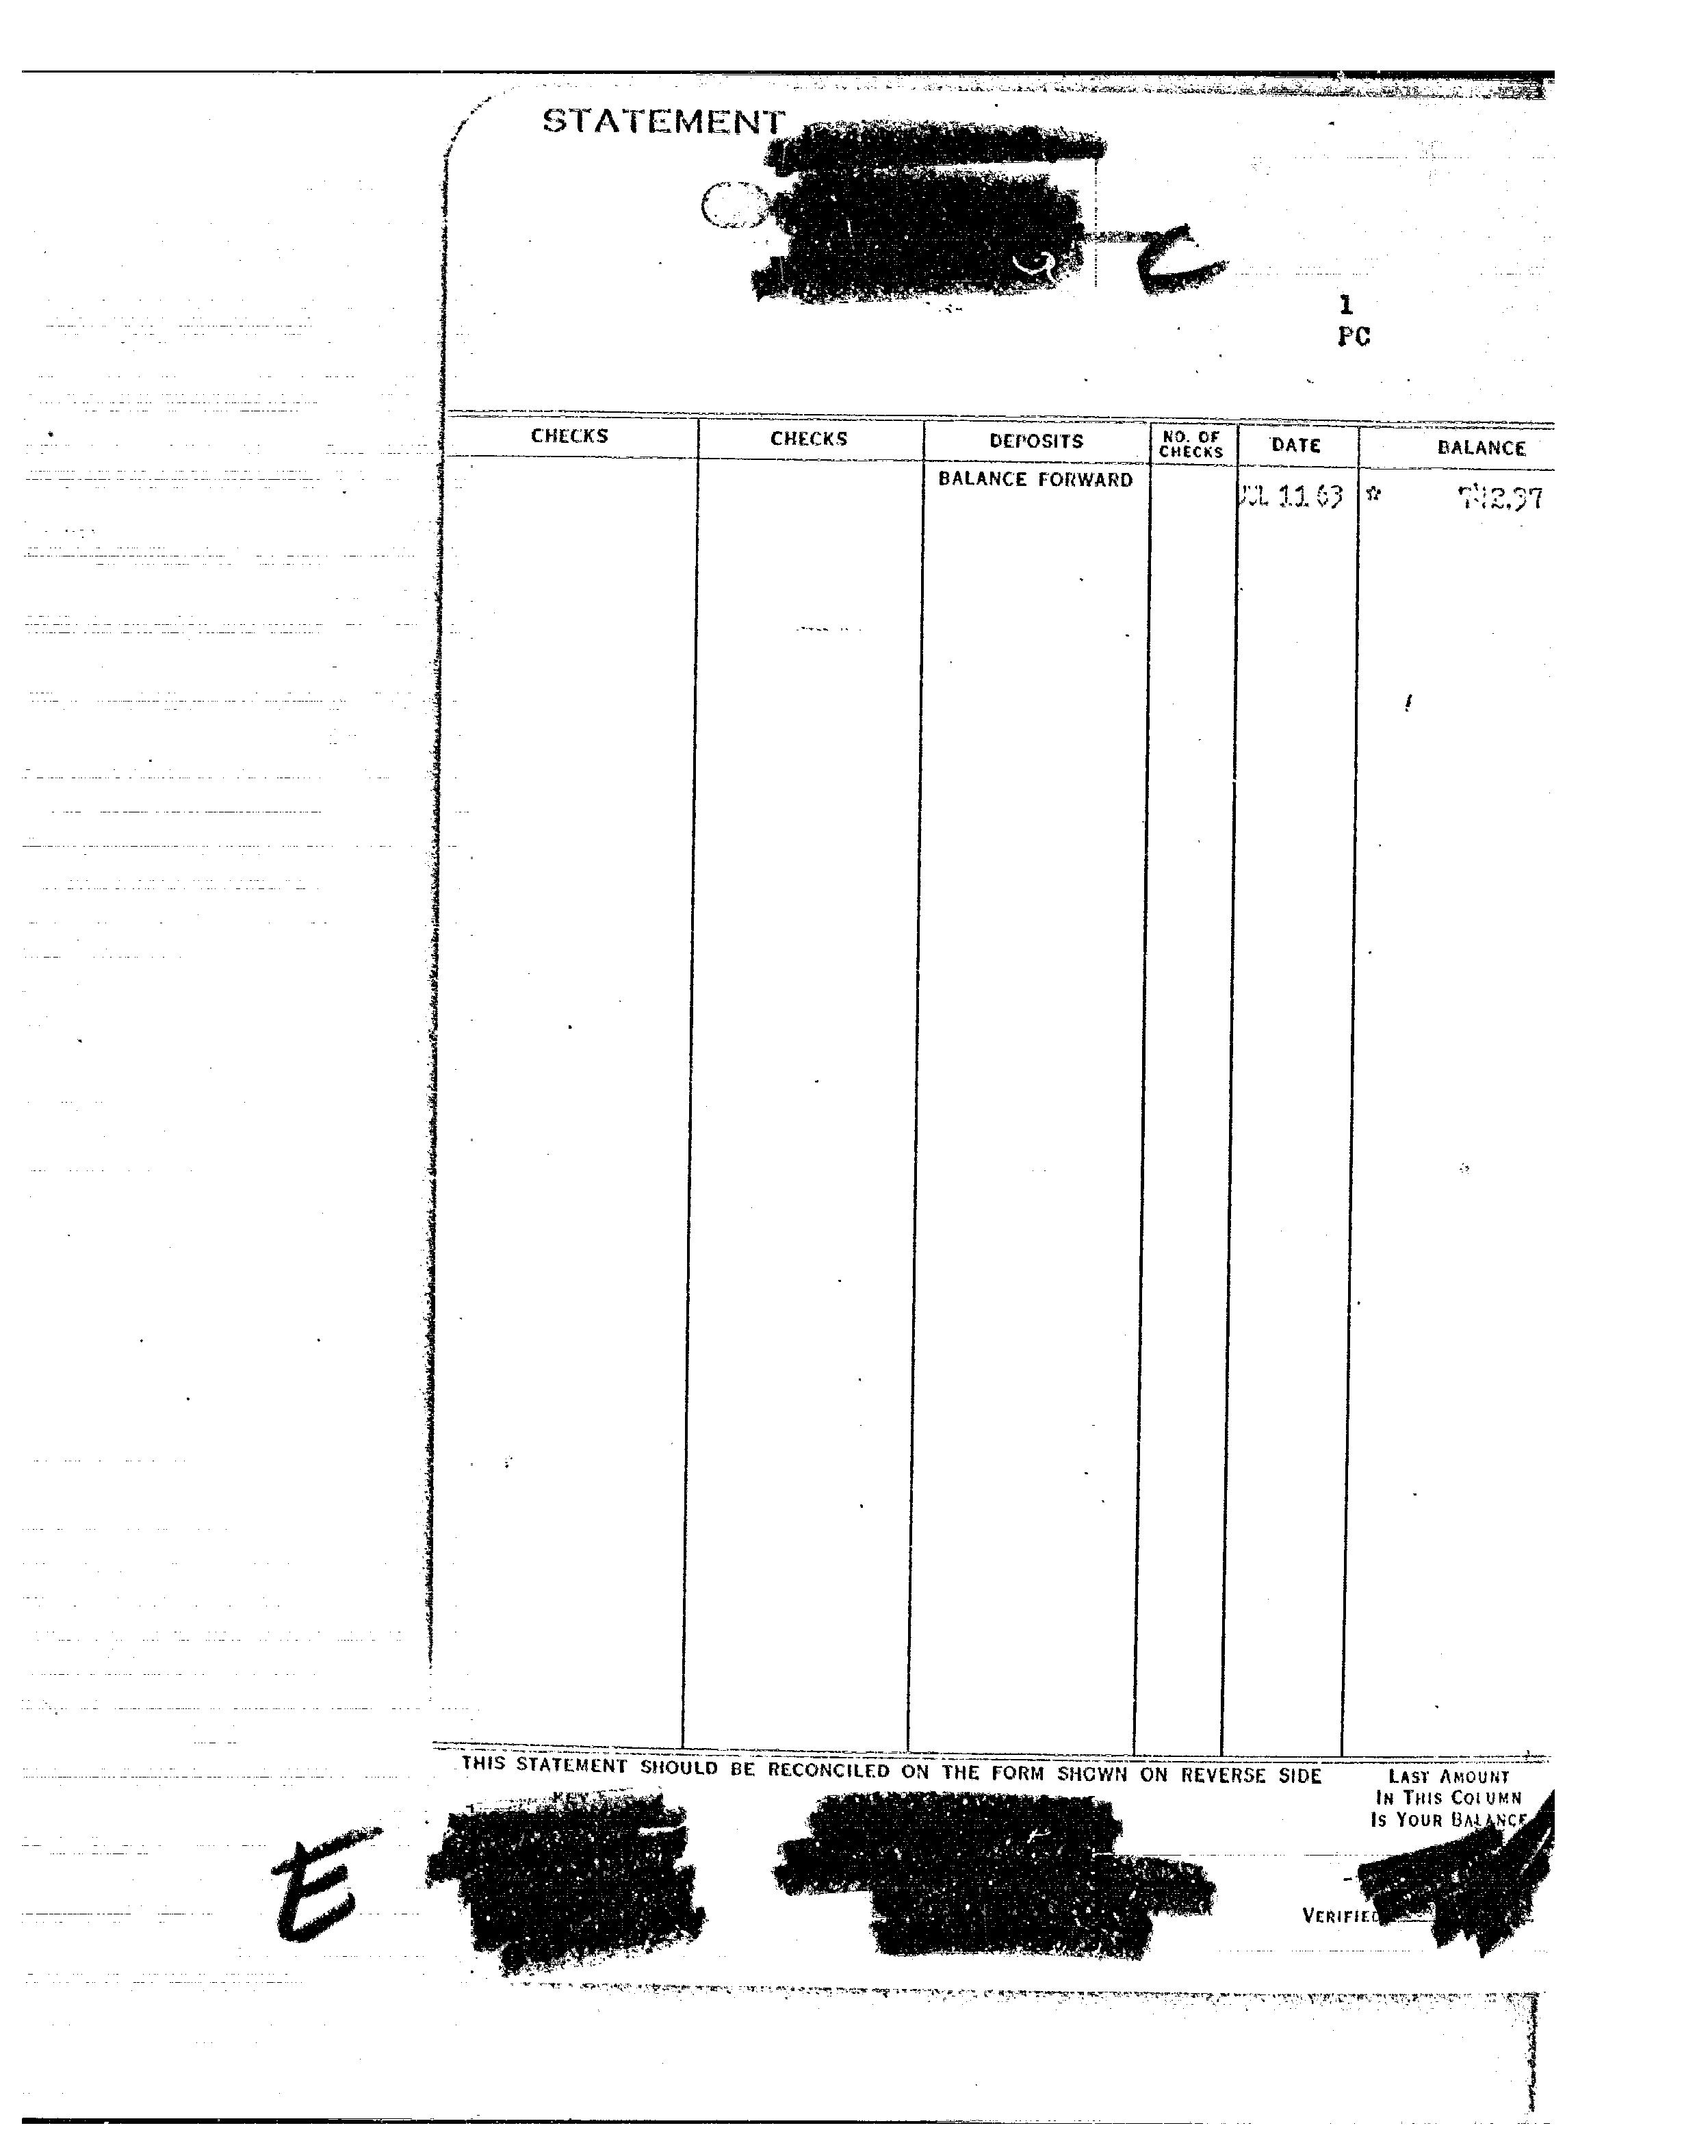 STATEMENT
C
1
PC
CHECKS CHECKS DEPOSITS NO. OF CHECKS DATE BALANCE
BALANCE FORWARD JUL 11 63 ☆ 742.97
THIS STATEMENT SHOULD BE RECONCILED ON THE FORM SHOWN ON REVERSE SIDE
LAST AMOUNT
IN THIS COLUMN
IS YOUR BALANCE
KEY
E
VERIFIED